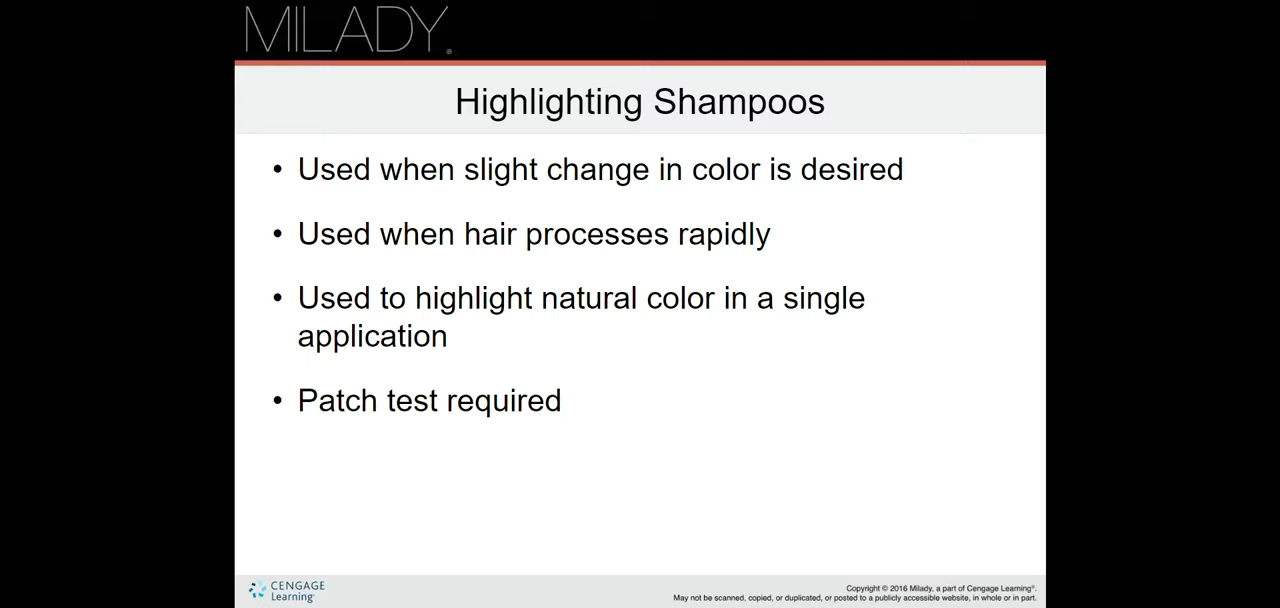 MILADY®
Highlighting Shampoos
• Used when slight change in color is desired
• Used when hair processes rapidly
• Used to highlight natural color in a single
application
• Patch test required
CENGAGE
Learning®
Copyright © 2016 Milady, a part of Cengage Learning®.
May not be scanned, copied, or duplicated, or posted to a publicly accessible website, in whole or in part.